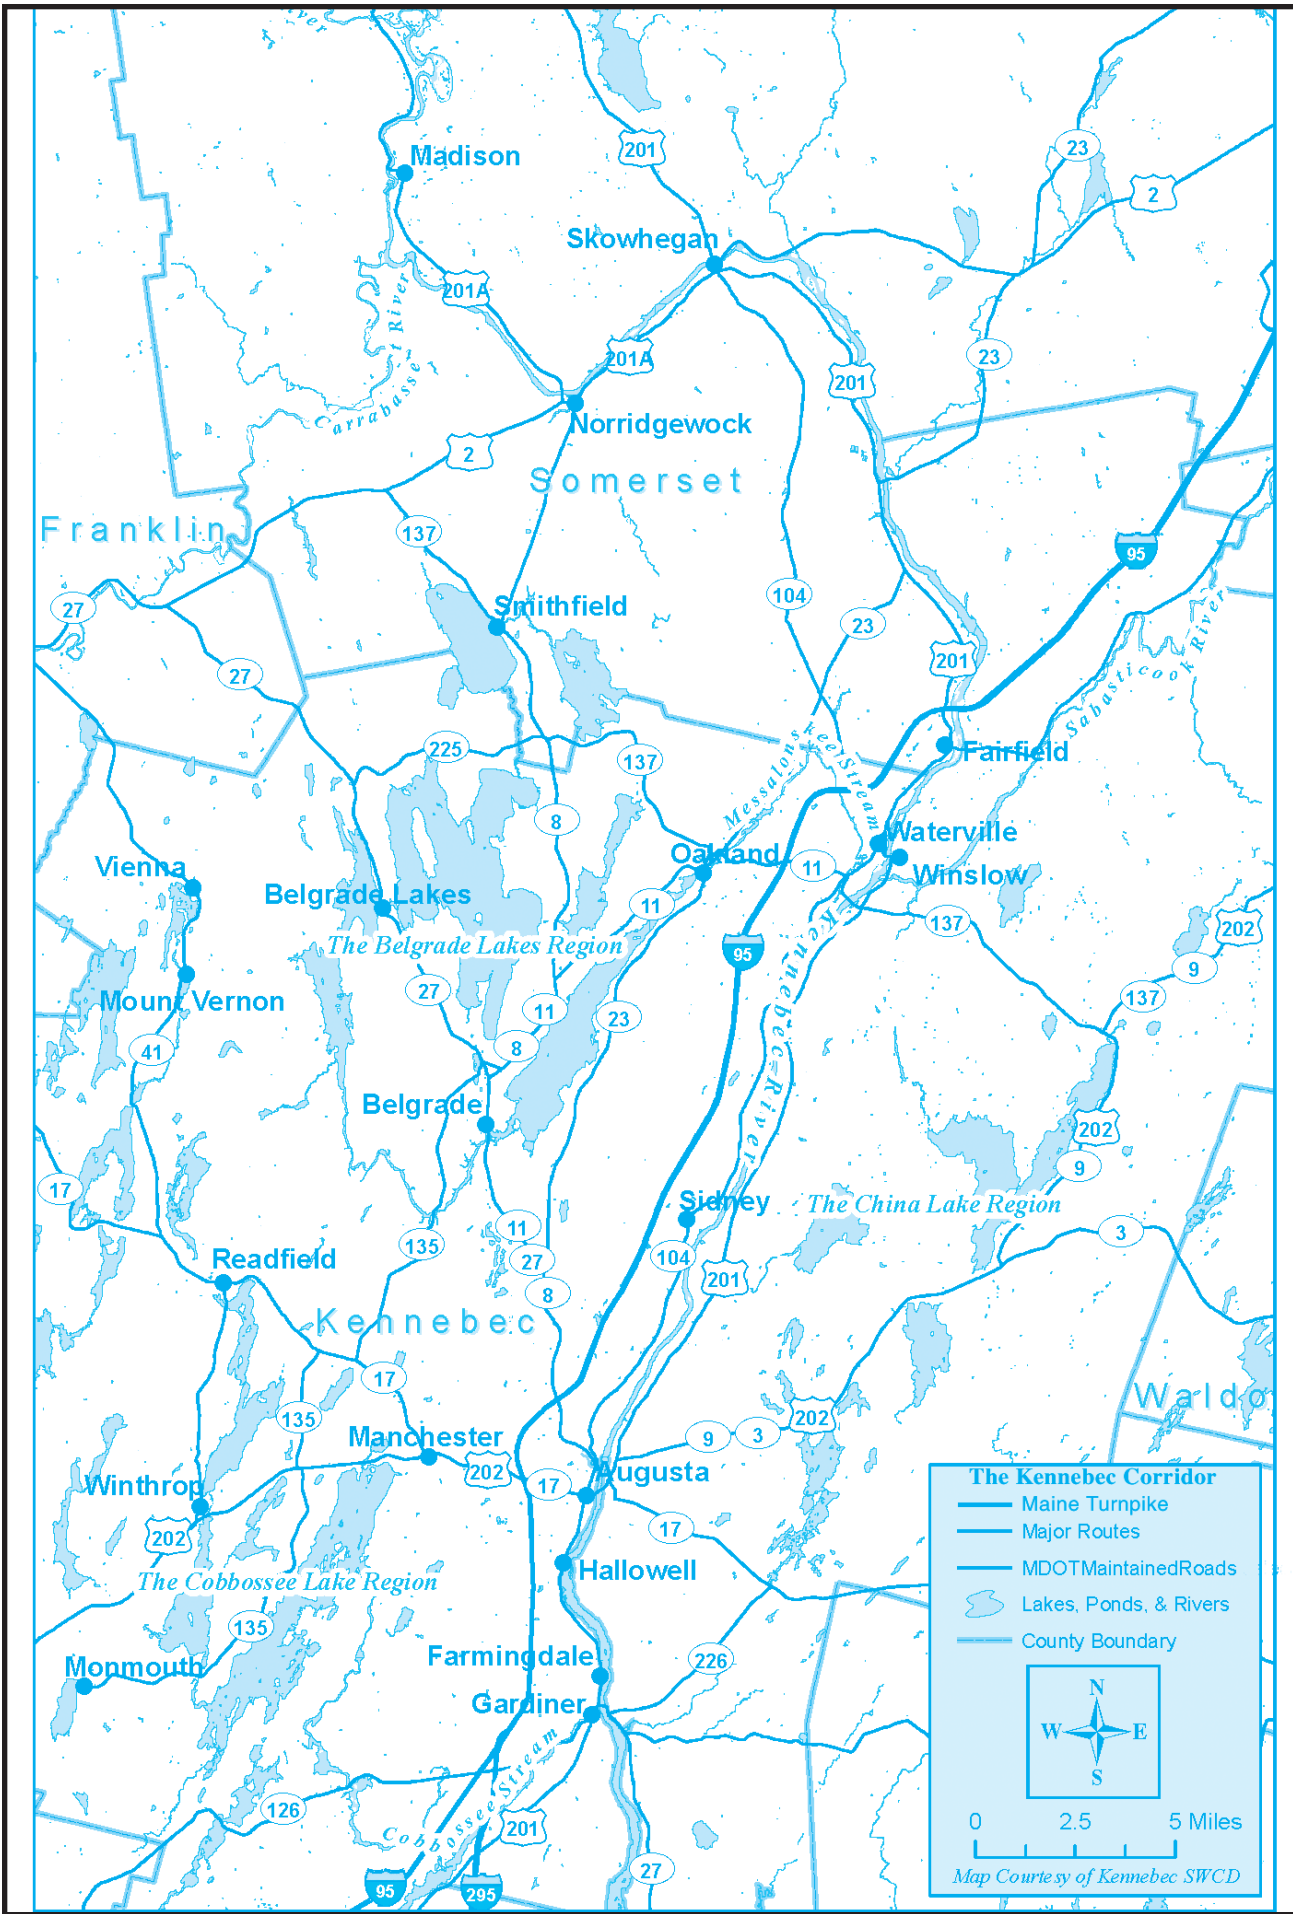 iver
Madison
201
23
2
Skowhegan
201A
River
201A
23
201
Carrabasset
Norridgewock
2
Somerset
Franklin
137
95
104
27
Smithfield
23
201
27
Sabasticook River
225
137
Messalonskee Stream
Fairfield
8
Waterville
Oakland
11
Winslow
Vienna
Belgrade Lakes
11
137
202
The Belgrade Lakes Region
95
9
Kennebec River
27
137
Mount Vernon
11
23
41
8
Belgrade
202
9
17
Sidney
The China Lake Region
11
135
3
104
27
201
Readfield
8
Kennebec
17
Waldo
135
202
9
3
Manchester
202
Augusta
17
Winthrop
17
202
Hallowell
The Cobbossee Lake Region
135
Farmingdale
226
Monmouth
Gardiner
Cobbossee Stream
126
201
27
95
295
The Kennebec Corridor
Maine Turnpike
Major Routes
MDOTMaintainedRoads
Lakes, Ponds, & Rivers
County Boundary
N
W
E
S
0
2.5
5 Miles
Map Courtesy of Kennebec SWCD